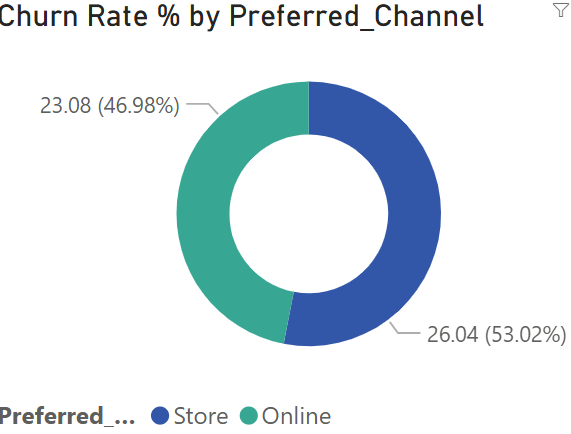 Churn Rate % by Preferred_Channel
23.08 (46.98%)
26.04 (53.02%)
Preferred_... Store Online